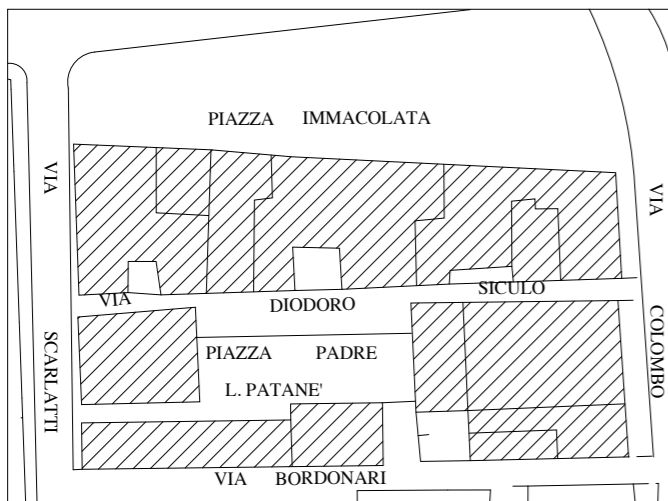 PIAZZA IMMACOLATA
VIA SCARLATTI
VIA COLOMBO
VIA DIODORO SICULO
PIAZZA PADRE
L. PATANE'
VIA BORDONARI